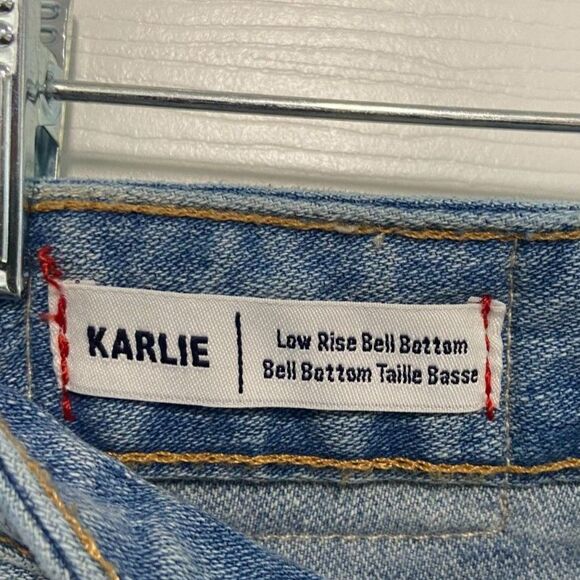 KARLIE
Low Rise Bell Bottom
Bell Bottom Taille Basse